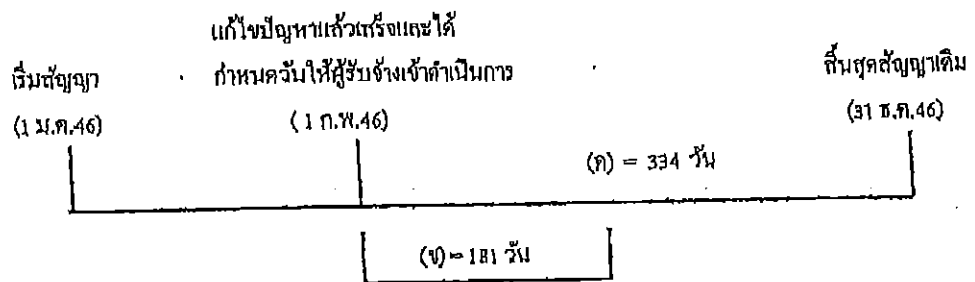 แก้ไขปัญหาแล้วเสร็จและได้
เริ่มสัญญา กำหนดวันให้ผู้รับจ้างเข้าดำเนินการ สิ้นสุดสัญญาเดิม
(1 ม.ค.46) (1 ก.พ.46) (31 ธ.ค.46)
(ค) = 334 วัน
(ข) = 181 วัน